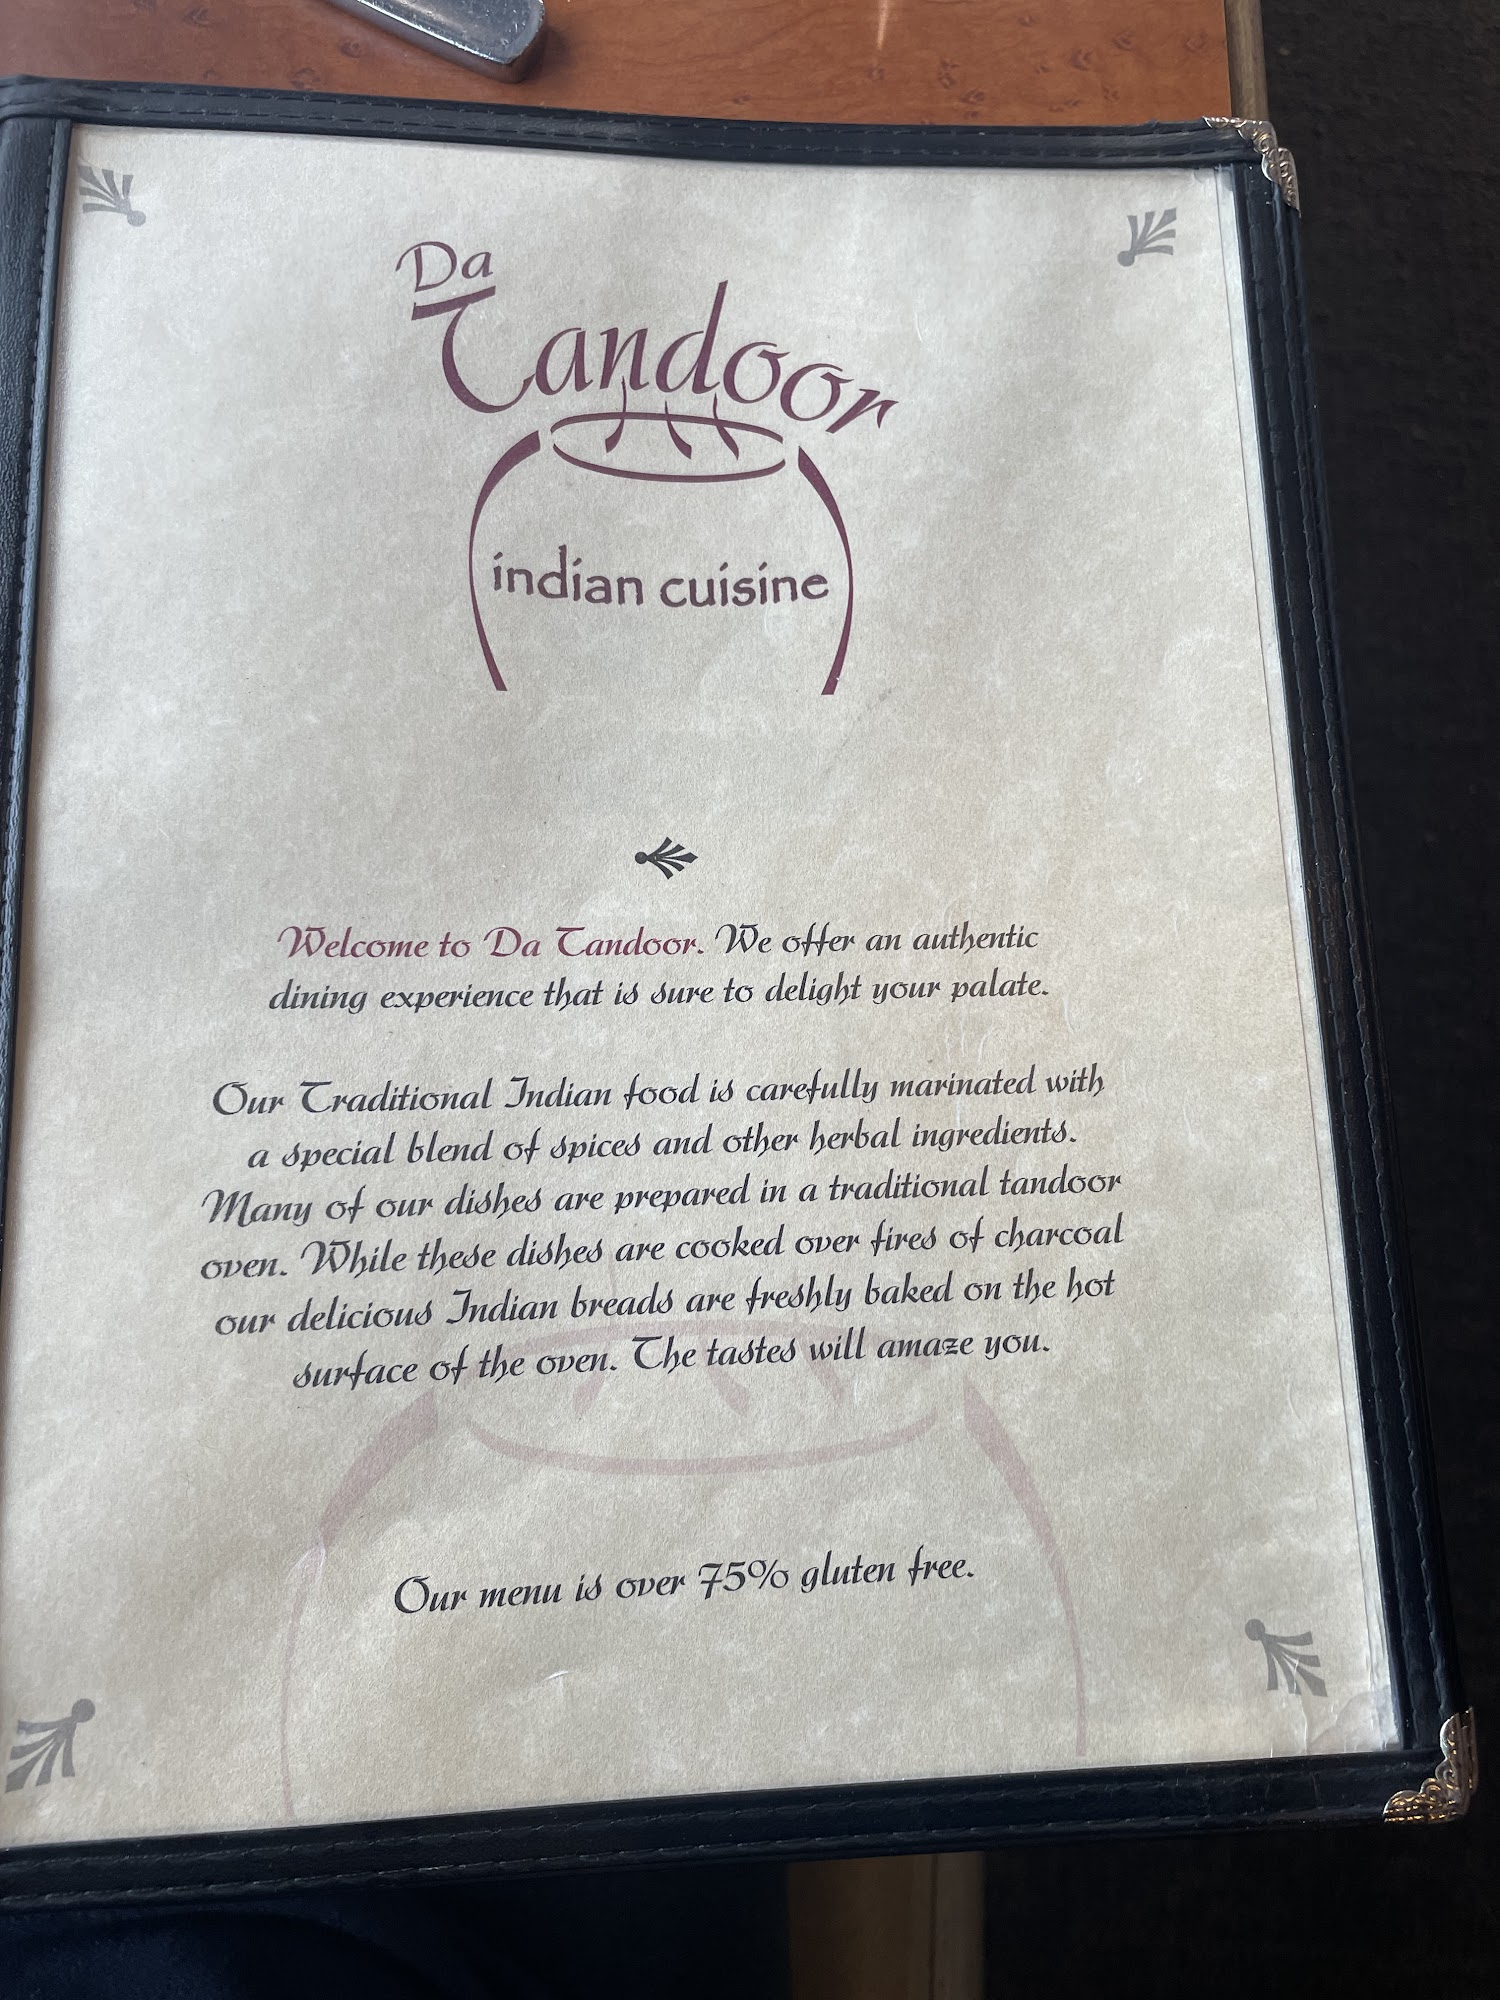 Da
Tandoor
indian cuisine
Welcome to Da Tandoor. We offer an authentic
dining experience that is sure to delight your palate.
Our Traditional Indian food is carefully marinated with
a special blend of spices and other herbal ingredients.
Many of our dishes are prepared in a traditional tandoor
oven. While these dishes are cooked over fires of charcoal
our delicious Indian breads are freshly baked on the hot
surface of the oven. The tastes will amaze you.
Our menu is over 75% gluten free.